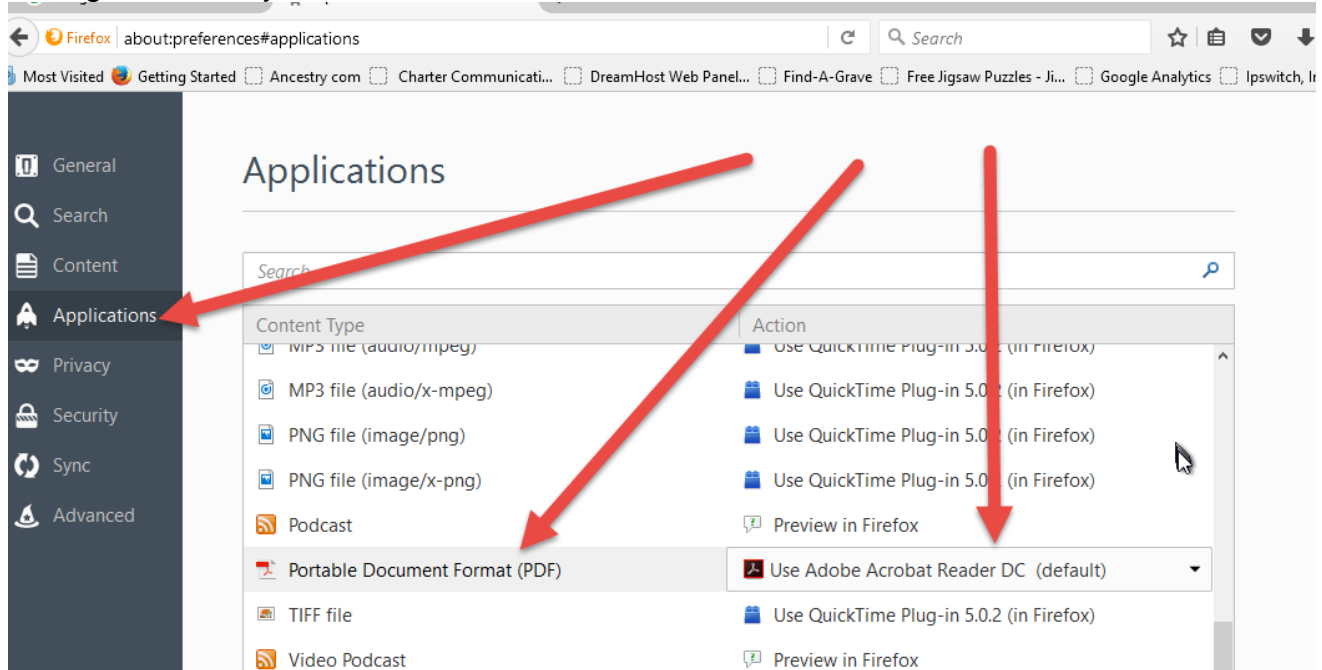 Firefox about:preferences#applications Search
Most Visited Getting Started Ancestry com Charter Communicati... DreamHost Web Panel... Find-A-Grave Free Jigsaw Puzzles - Ji... Google Analytics Ipswitch, In
General
Search
Content
Applications
Privacy
Security
Sync
Advanced
Applications
Search
Content Type Action
MP3 file (audio/mpeg) Use QuickTime Plug-in 5.0.2 (in Firefox)
MP3 file (audio/x-mpeg) Use QuickTime Plug-in 5.0.2 (in Firefox)
PNG file (image/png) Use QuickTime Plug-in 5.0.2 (in Firefox)
PNG file (image/x-png) Use QuickTime Plug-in 5.0.2 (in Firefox)
Podcast Preview in Firefox
Portable Document Format (PDF) Use Adobe Acrobat Reader DC (default)
TIFF file Use QuickTime Plug-in 5.0.2 (in Firefox)
Video Podcast Preview in Firefox